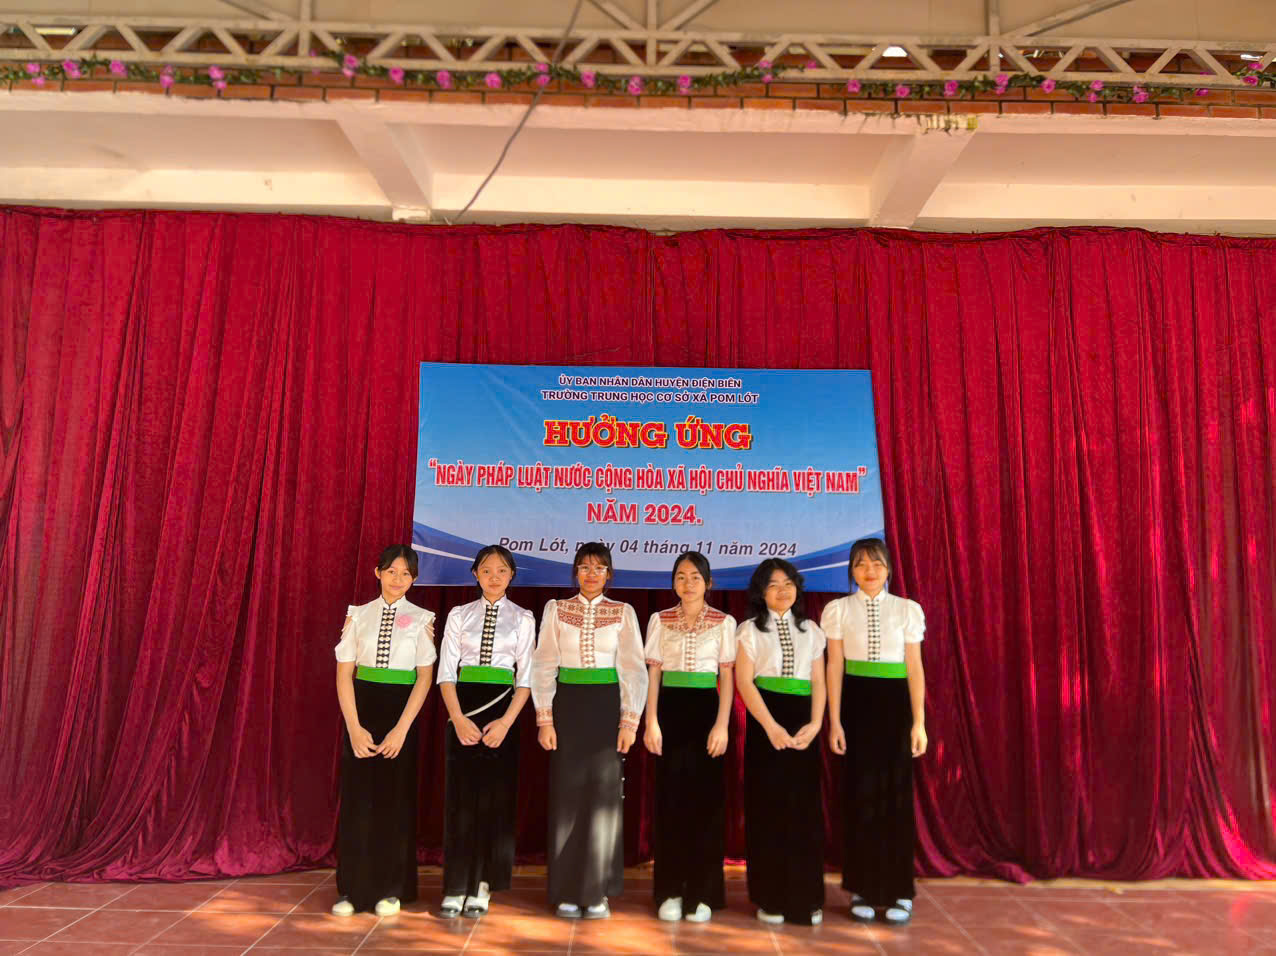 ỦY BAN NHÂN DÂN HUYỆN ĐIỆN BIÊN
TRƯỜNG TRUNG HỌC CƠ SỞ XÃ POM LÓT
HƯỞNG ỨNG
“NGÀY PHÁP LUẬT NƯỚC CỘNG HÒA XÃ HỘI CHỦ NGHĨA VIỆT NAM”
NĂM 2024.
Pom Lót, ngày 04 tháng 11 năm 2024